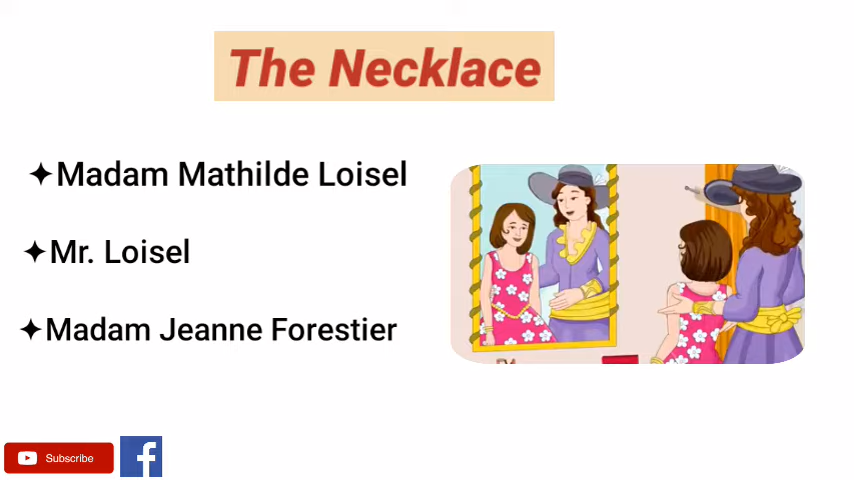 The Necklace
✦Madam Mathilde Loisel
✦Mr. Loisel
✦Madam Jeanne Forestier
Subscribe
f